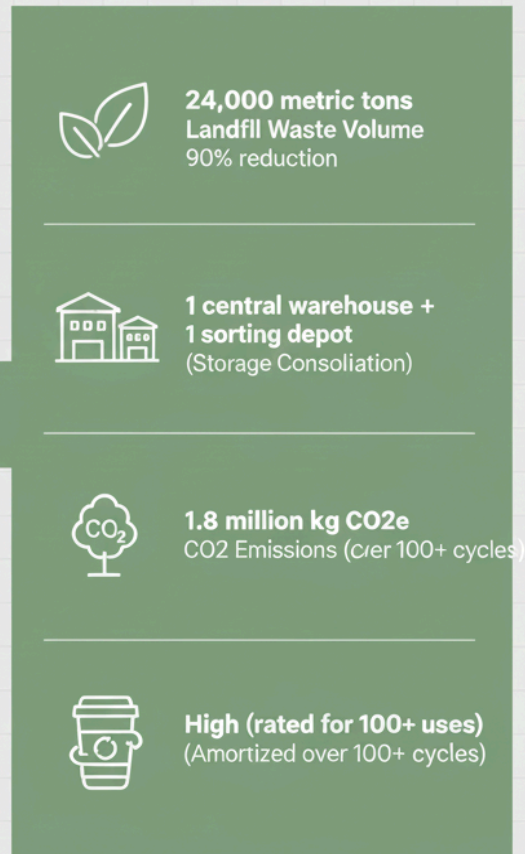 24,000 metric tons
Landfll Waste Volume
90% reduction
1 central warehouse +
1 sorting depot
(Storage Consoliation)
CO₂
1.8 million kg CO2e
CO2 Emissions (cıer 100+ cycles)
High (rated for 100+ uses)
(Amortized over 100+ cycles)